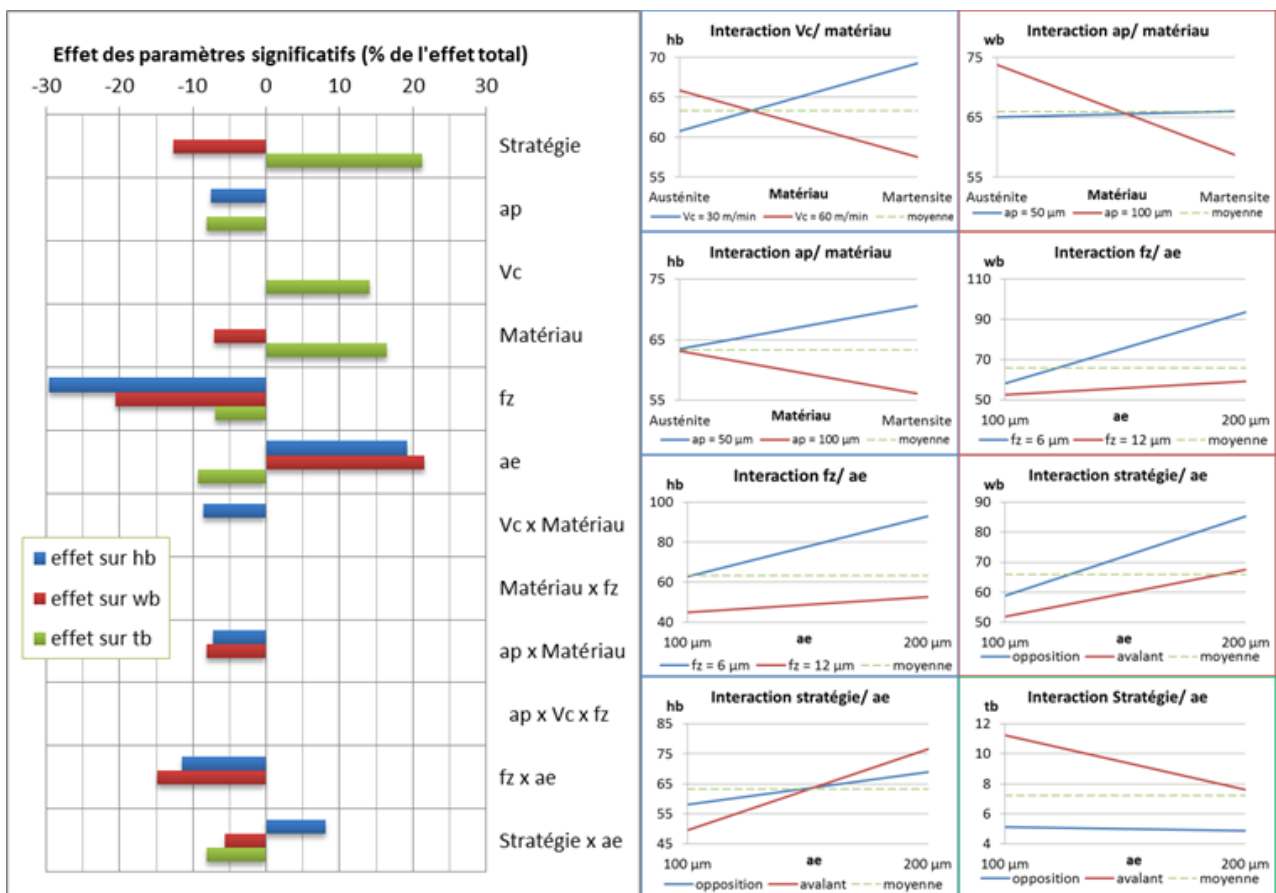 Effet des paramètres significatifs (% de l'effet total)
-30 -20 -10 0 10 20 30
Stratégie
ap
Vc
Matériau
fz
ae
Vc x Matériau
Matériau x fz
ap x Matériau
ap x Vc x fz
fz x ae
Stratégie x ae
effet sur hb
effet sur wb
effet sur tb
Interaction Vc/ matériau
hb
70
65
60
55
Austénite Matériau Martensite
Vc = 30 m/min Vc = 60 m/min moyenne
Interaction ap/ matériau
wb
75
65
55
Austénite Matériau Martensite
ap = 50 µm ap = 100 µm moyenne
Interaction ap/ matériau
hb
75
65
55
Austénite Matériau Martensite
ap = 50 µm ap = 100 µm moyenne
Interaction fz/ ae
wb
110
90
70
50
100 µm ae 200 µm
fz = 6 µm fz = 12 µm moyenne
Interaction fz/ ae
hb
100
80
60
40
100 µm ae 200 µm
fz = 6 µm fz = 12 µm moyenne
Interaction stratégie/ ae
wb
90
80
70
60
50
100 µm ae 200 µm
opposition avalant moyenne
Interaction stratégie/ ae
hb
85
75
65
55
45
100 µm ae 200 µm
opposition avalant moyenne
Interaction Stratégie/ ae
tb
12
10
8
6
4
100 µm ae 200 µm
opposition avalant moyenne